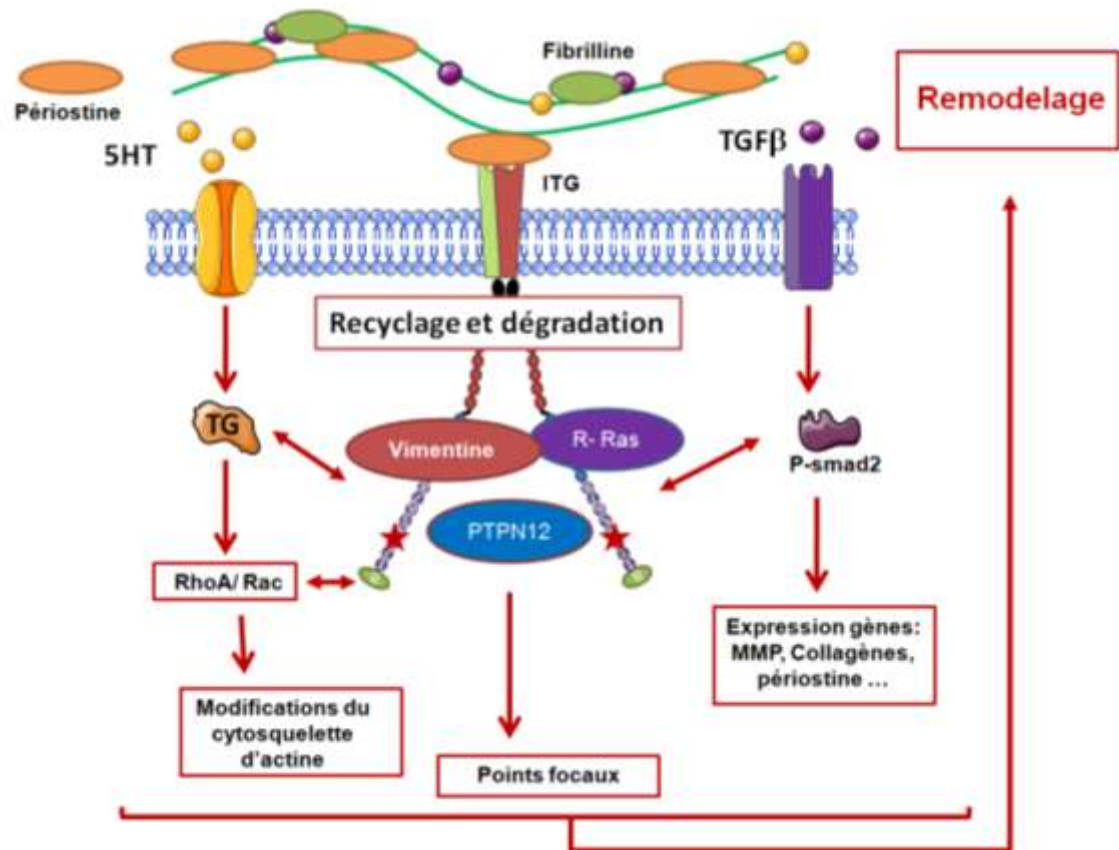 Fibrilline
Périostine
Remodelage
5HT
TGFβ
ITG
Recyclage et dégradation
TG
Vimentine
R- Ras
P-smad2
PTPN12
RhoA/ Rac
Expression gènes:
MMP, Collagènes,
périostine ...
Modifications du
cytosquelette
d'actine
Points focaux